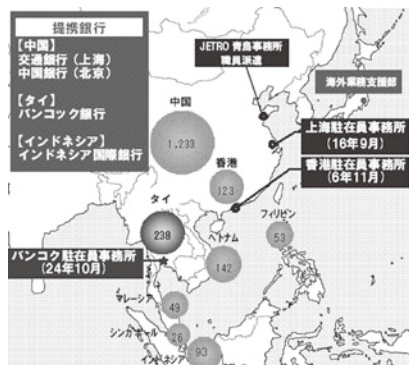 提携銀行
【中国】
交通銀行(上海)
中国銀行(北京)
【タイ】
バンコック銀行
【インドネシア】
インドネシア国際銀行
JETRO 青島事務所
職員派遣
海外業務支援部
中国
1,233
上海駐在員事務所
(16年9月)
香港
123
香港駐在員事務所
(6年11月)
タイ
238
フィリピン
53
ベトナム
142
バンコク駐在員事務所
(24年10月)
マレーシア
49
シンガポール
26
インドネシア
93